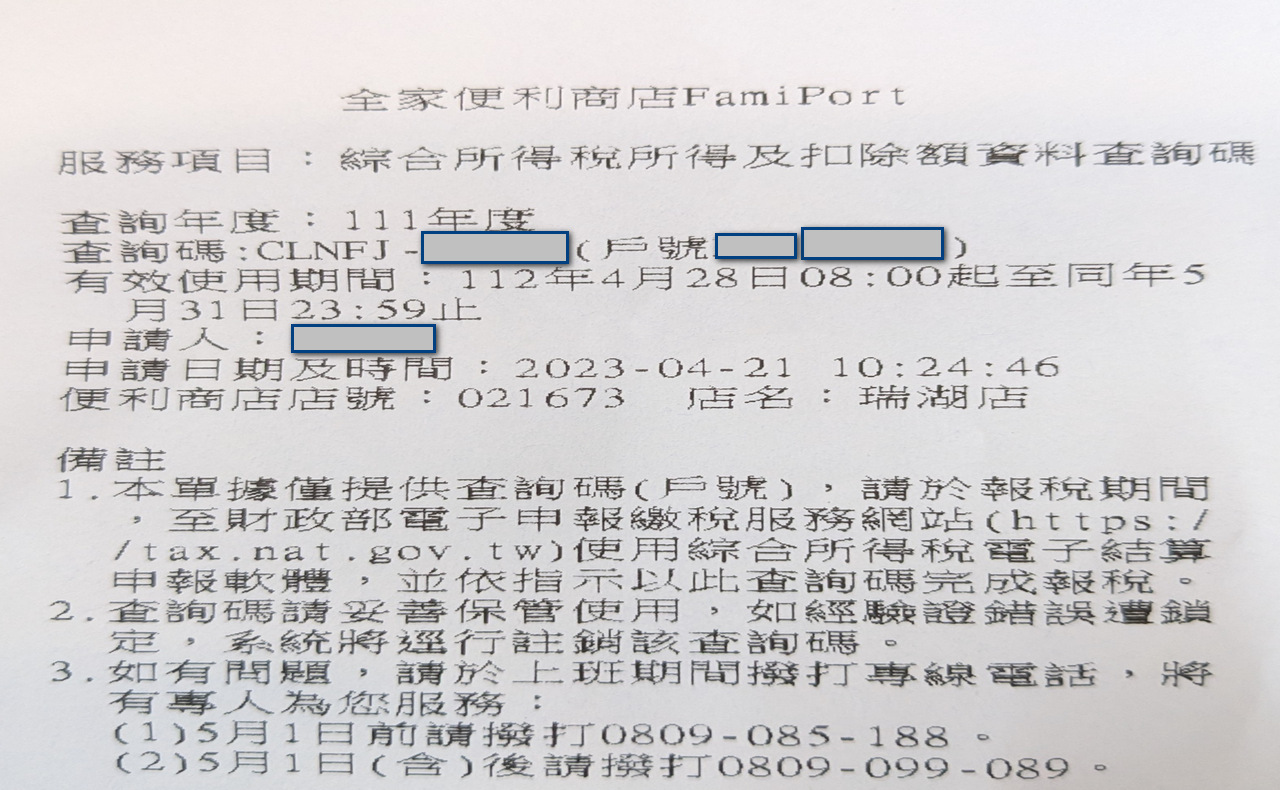 全家便利商店FamiPort
服務項目：綜合所得稅所得及扣除額資料查詢碼
查詢年度：111年度
查詢碼:CLNFJ-(戶號)
有效使用期間：112年4月28日08:00起至同年5
月31日23:59止
申請人：
申請日期及時間：2023-04-21 10:24:46
便利商店店號：021673 店名：瑞湖店
備註
1.本單據僅提供查詢碼(戶號)，請於報稅期間
，至財政部電子申報繳稅服務網站(https:/
/tax.nat.gov.tw)使用綜合所得稅電子結算
申報軟體，並依指示以此查詢碼完成報稅。
2.查詢碼請妥善保管使用，如經驗證錯誤遭鎖
定，系統將逕行註銷該查詢碼。
3.如有問題，請於上班期間撥打專線電話，將
有專人為您服務：
(1)5月1日前請撥打0809-085-188。
(2)5月1日(含)後請撥打0809-099-089。